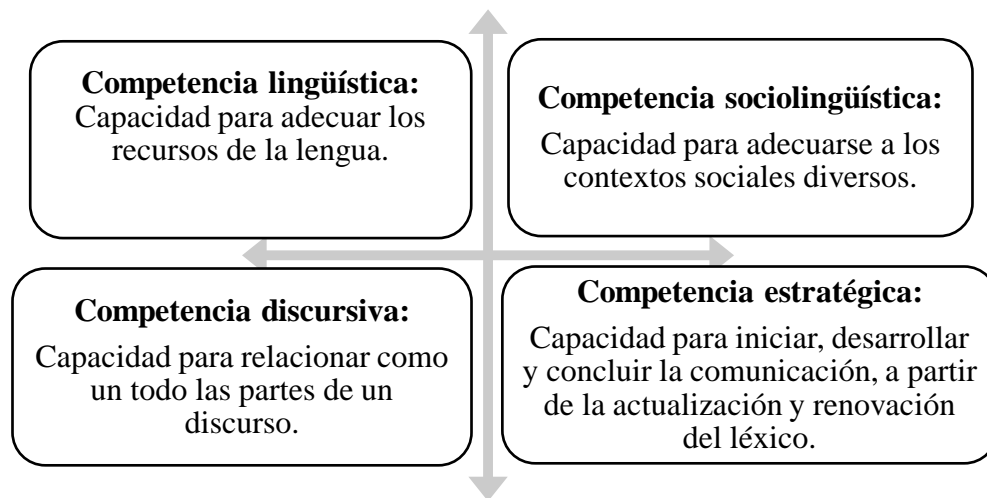 Competencia lingüística:
Capacidad para adecuar los
recursos de la lengua.
Competencia sociolingüística:
Capacidad para adecuarse a los
contextos sociales diversos.
Competencia discursiva:
Capacidad para relacionar como
un todo las partes de un
discurso.
Competencia estratégica:
Capacidad para iniciar, desarrollar
y concluir la comunicación, a partir
de la actualización y renovación
del léxico.